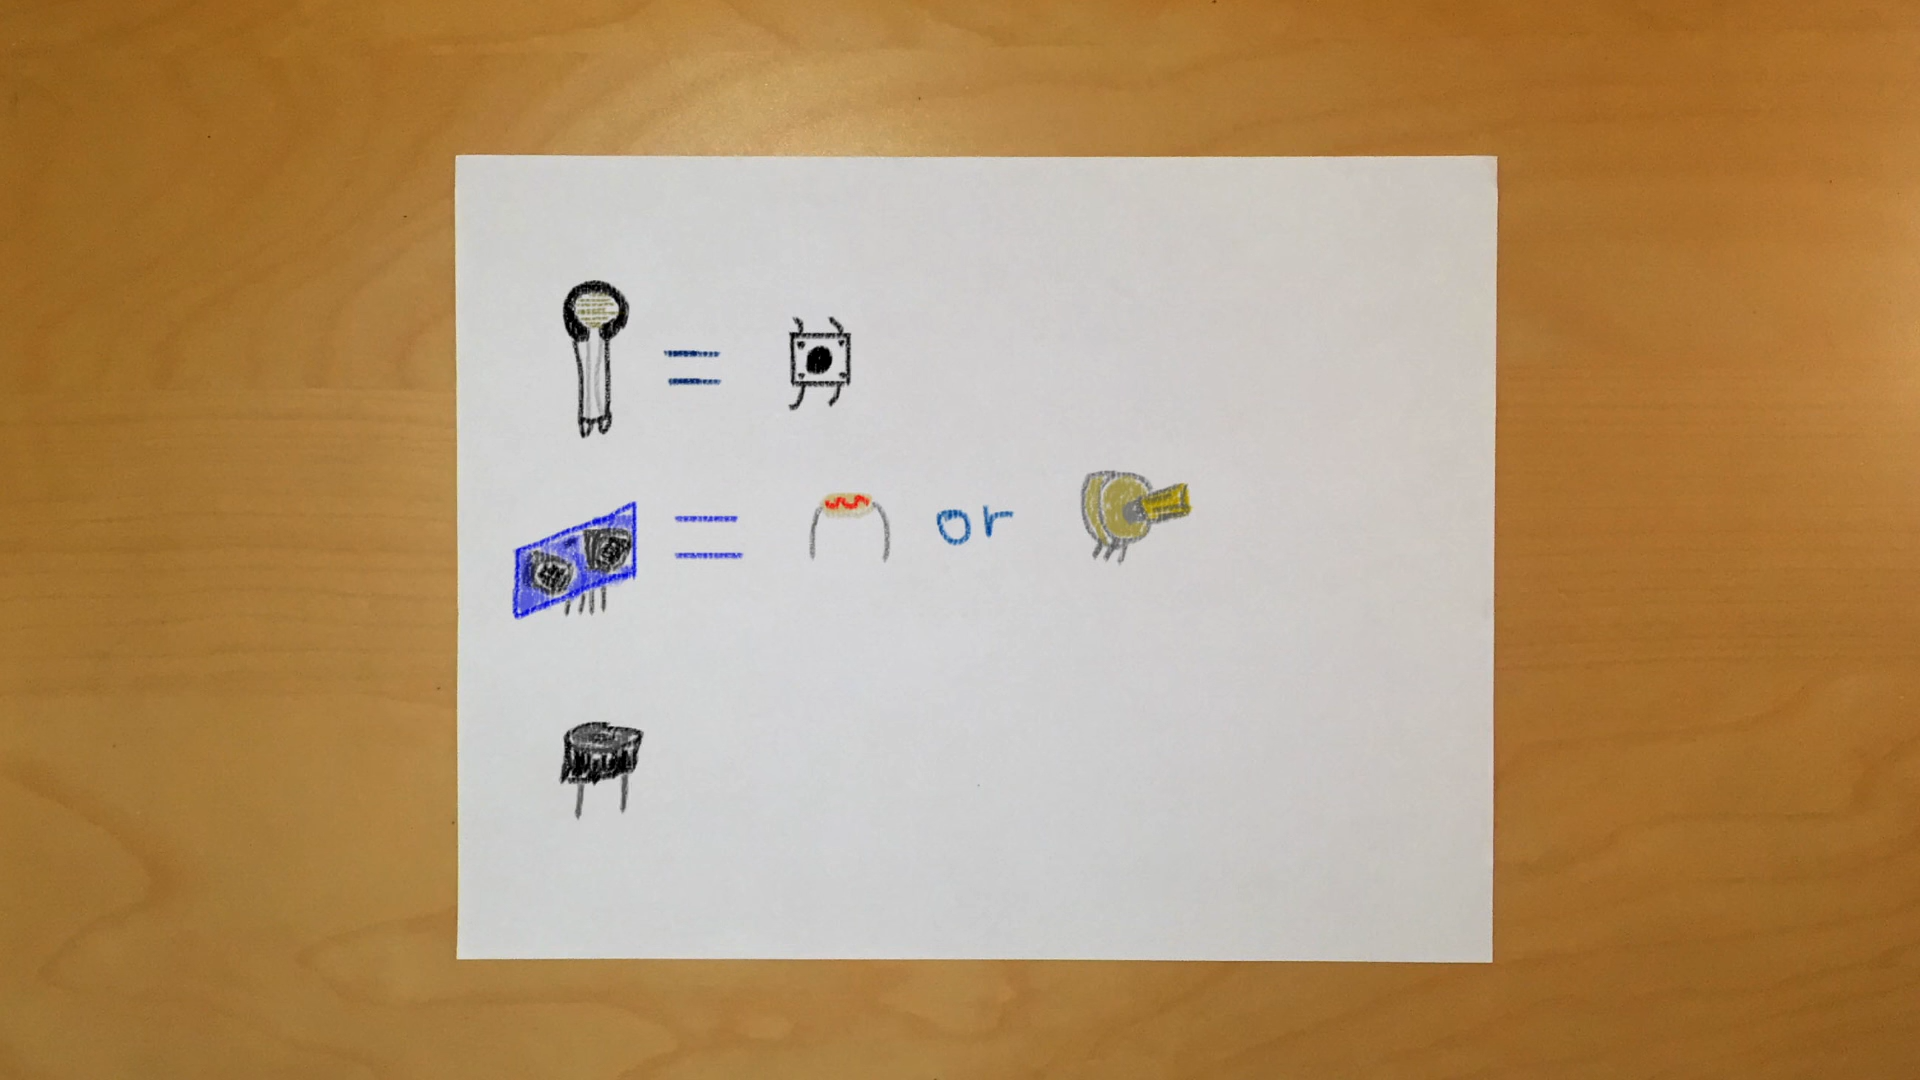 =
= or